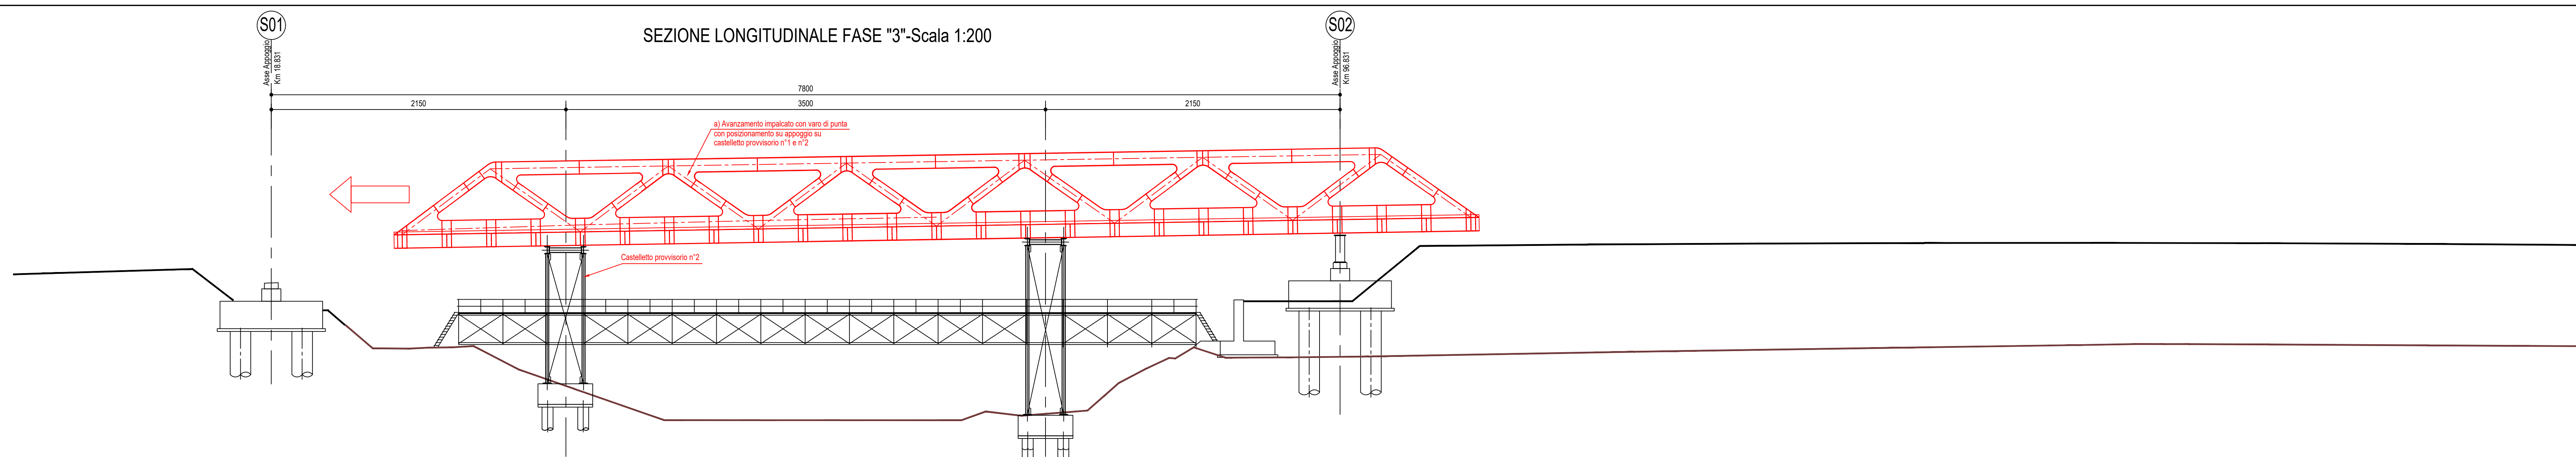 S01
S02
SEZIONE LONGITUDINALE FASE "3"-Scala 1:200
Asse Appoggio
Km 18.831
Asse Appoggio
Km 96.831
7800
2150
3500
2150
a) Avanzamento impalcato con varo di punta
con posizionamento su appoggio su
castelletto provvisorio n°1 e n°2
Castelletto provvisorio n°2